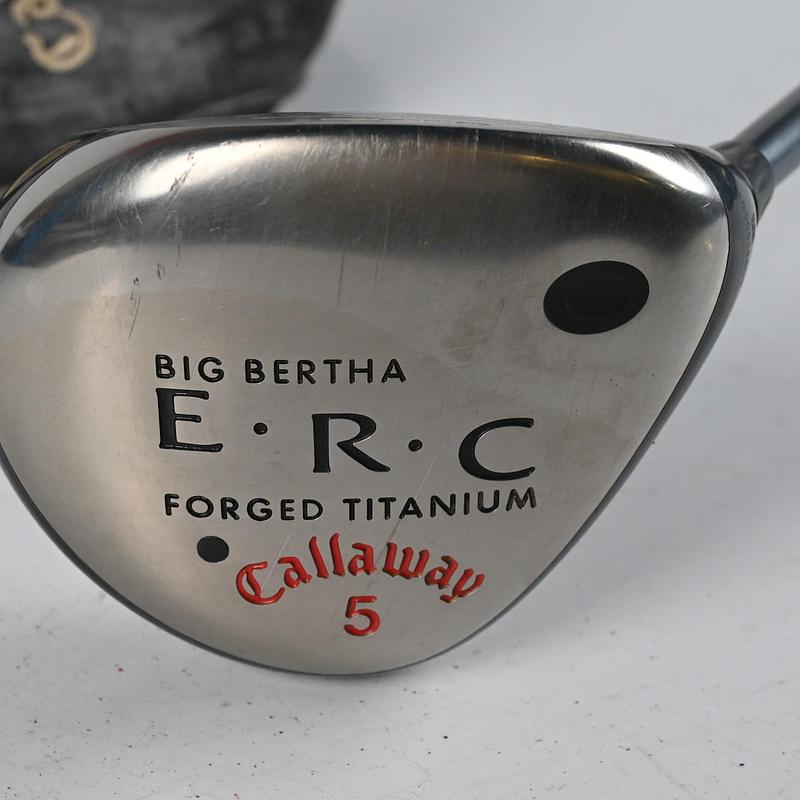 BIG BERTHA
E·R·C
FORGED TITANIUM
Callaway
5